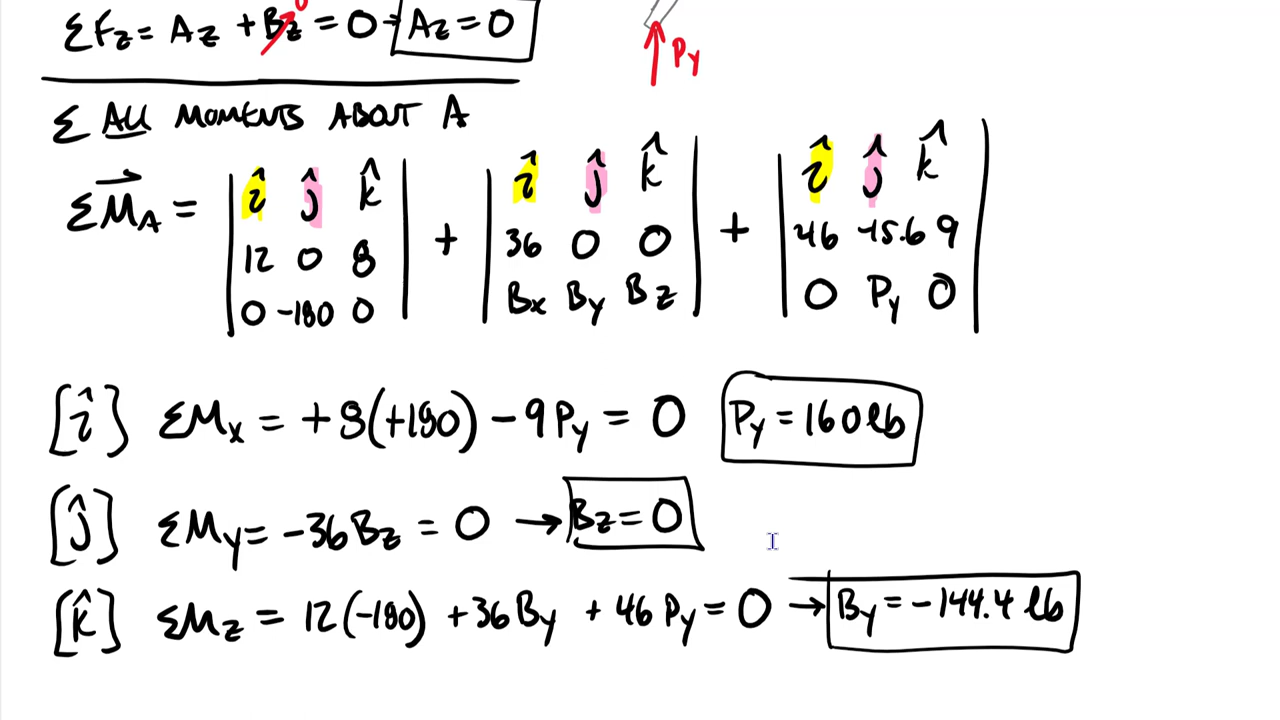 ΣFz = Az + Bz 0 = 0 → Az = 0
Py
Σ ALL MOMENTS ABOUT A
ΣM⃗A = | î ĵ k̂ | + | î ĵ k̂ | + | î ĵ k̂ |
12 0 8 36 0 0 46 -15.6 9
0 -180 0 Bx By Bz 0 Py 0
[î] ΣMx = +8(+180) - 9Py = 0 Py = 160 lb
[ĵ] ΣMy = -36Bz = 0 → Bz = 0
[k̂] ΣMz = 12(-180) + 36By + 46Py = 0 → By = -144.4 lb